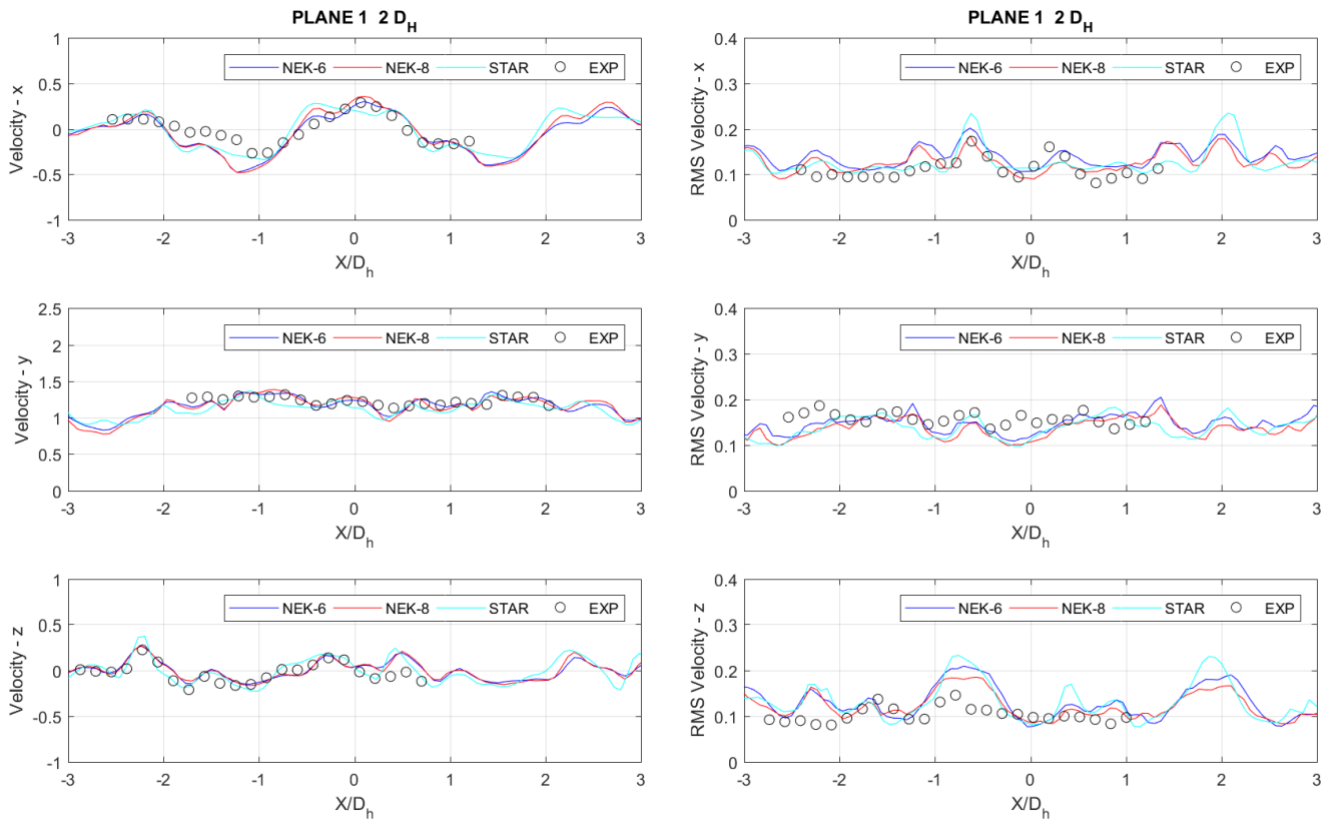 PLANE 1 2 D_H
1
0.5
0
-0.5
-1
Velocity - x
NEK-6 NEK-8 STAR EXP
-3 -2 -1 0 1 2 3
X/D_h
PLANE 1 2 D_H
0.4
0.3
0.2
0.1
0
RMS Velocity - x
NEK-6 NEK-8 STAR EXP
-3 -2 -1 0 1 2 3
X/D_h
2.5
2
1.5
1
0.5
0
Velocity - y
NEK-6 NEK-8 STAR EXP
-3 -2 -1 0 1 2 3
X/D_h
0.4
0.3
0.2
0.1
0
RMS Velocity - y
NEK-6 NEK-8 STAR EXP
-3 -2 -1 0 1 2 3
X/D_h
1
0.5
0
-0.5
-1
Velocity - z
NEK-6 NEK-8 STAR EXP
-3 -2 -1 0 1 2 3
X/D_h
0.4
0.3
0.2
0.1
0
RMS Velocity - z
NEK-6 NEK-8 STAR EXP
-3 -2 -1 0 1 2 3
X/D_h